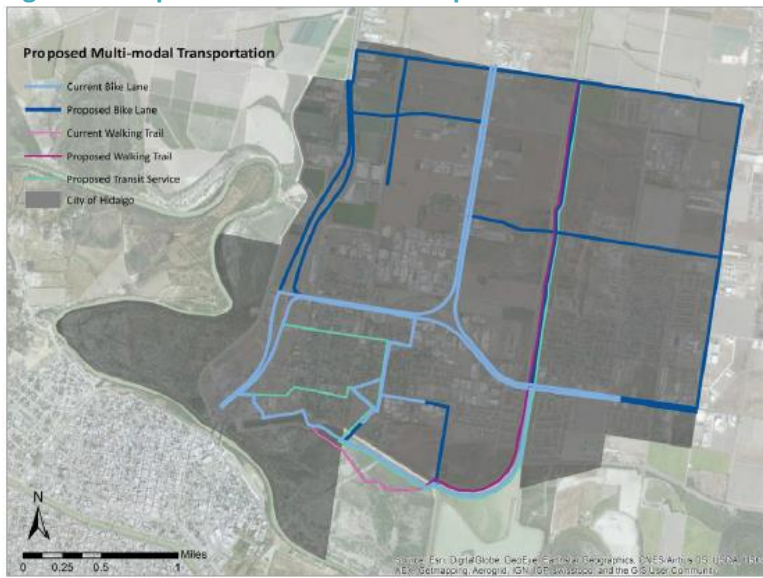 Proposed Multi-modal Transportation
Current Bike Lane
Proposed Bike Lane
Current Walking Trail
Proposed Walking Trail
Proposed Transit Service
City of Hidalgo
N
Miles
0 0.25 0.5 1
Source: Esri, DigitalGlobe, GeoEye, Earthstar Geographics, CNES/Airbus DS, USDA, USGS,
AEX, Getmapping, Aerogrid, IGN, IGP, swisstopo, and the GIS User Community